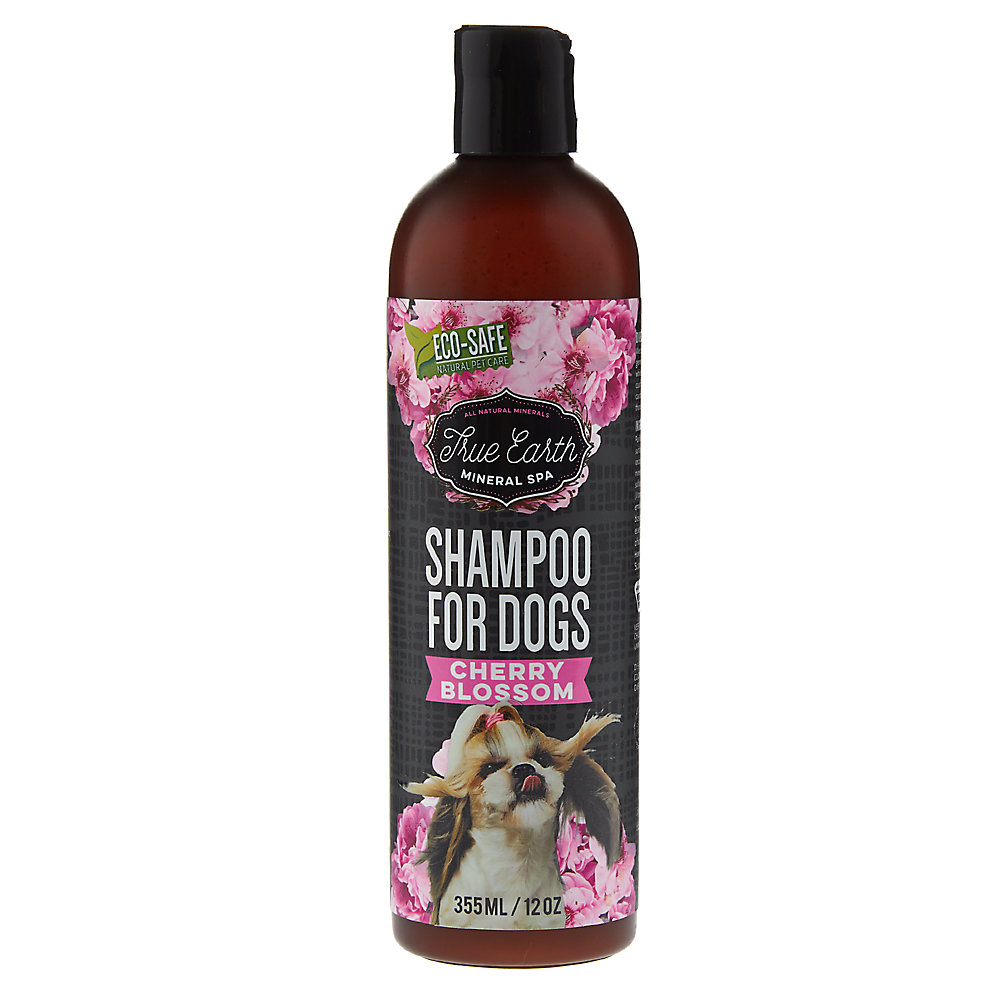 ECO-SAFE
NATURAL PET CARE
ALL NATURAL MINERALS
True Earth
MINERAL SPA
SHAMPOO
FOR DOGS
CHERRY
BLOSSOM
355ML / 12 OZ